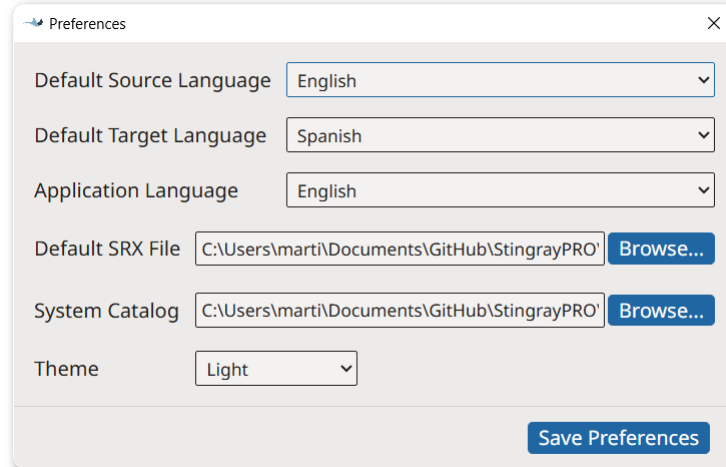 Preferences
Default Source Language English
Default Target Language Spanish
Application Language English
Default SRX File C:\Users\marti\Documents\GitHub\StingrayPRO\ Browse...
System Catalog C:\Users\marti\Documents\GitHub\StingrayPRO\ Browse...
Theme Light
Save Preferences